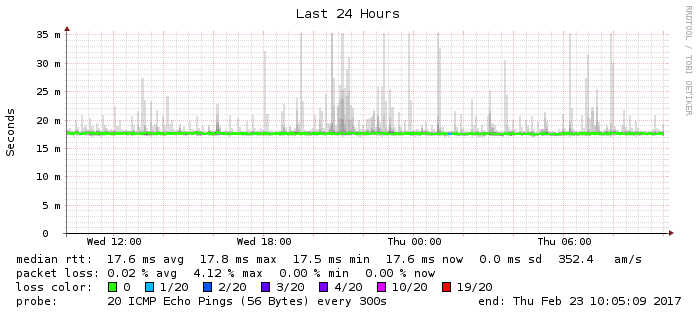 Last 24 Hours
RRDTOOL / TOBI OETIKER
Seconds
35 m
30 m
25 m
20 m
15 m
10 m
5 m
0
Wed 12:00 Wed 18:00 Thu 00:00 Thu 06:00
median rtt: 17.6 ms avg 17.8 ms max 17.5 ms min 17.6 ms now 0.0 ms sd 352.4 am/s
packet loss: 0.02 % avg 4.12 % max 0.00 % min 0.00 % now
loss color: 0 1/20 2/20 3/20 4/20 10/20 19/20
probe: 20 ICMP Echo Pings (56 Bytes) every 300s end: Thu Feb 23 10:05:09 2017